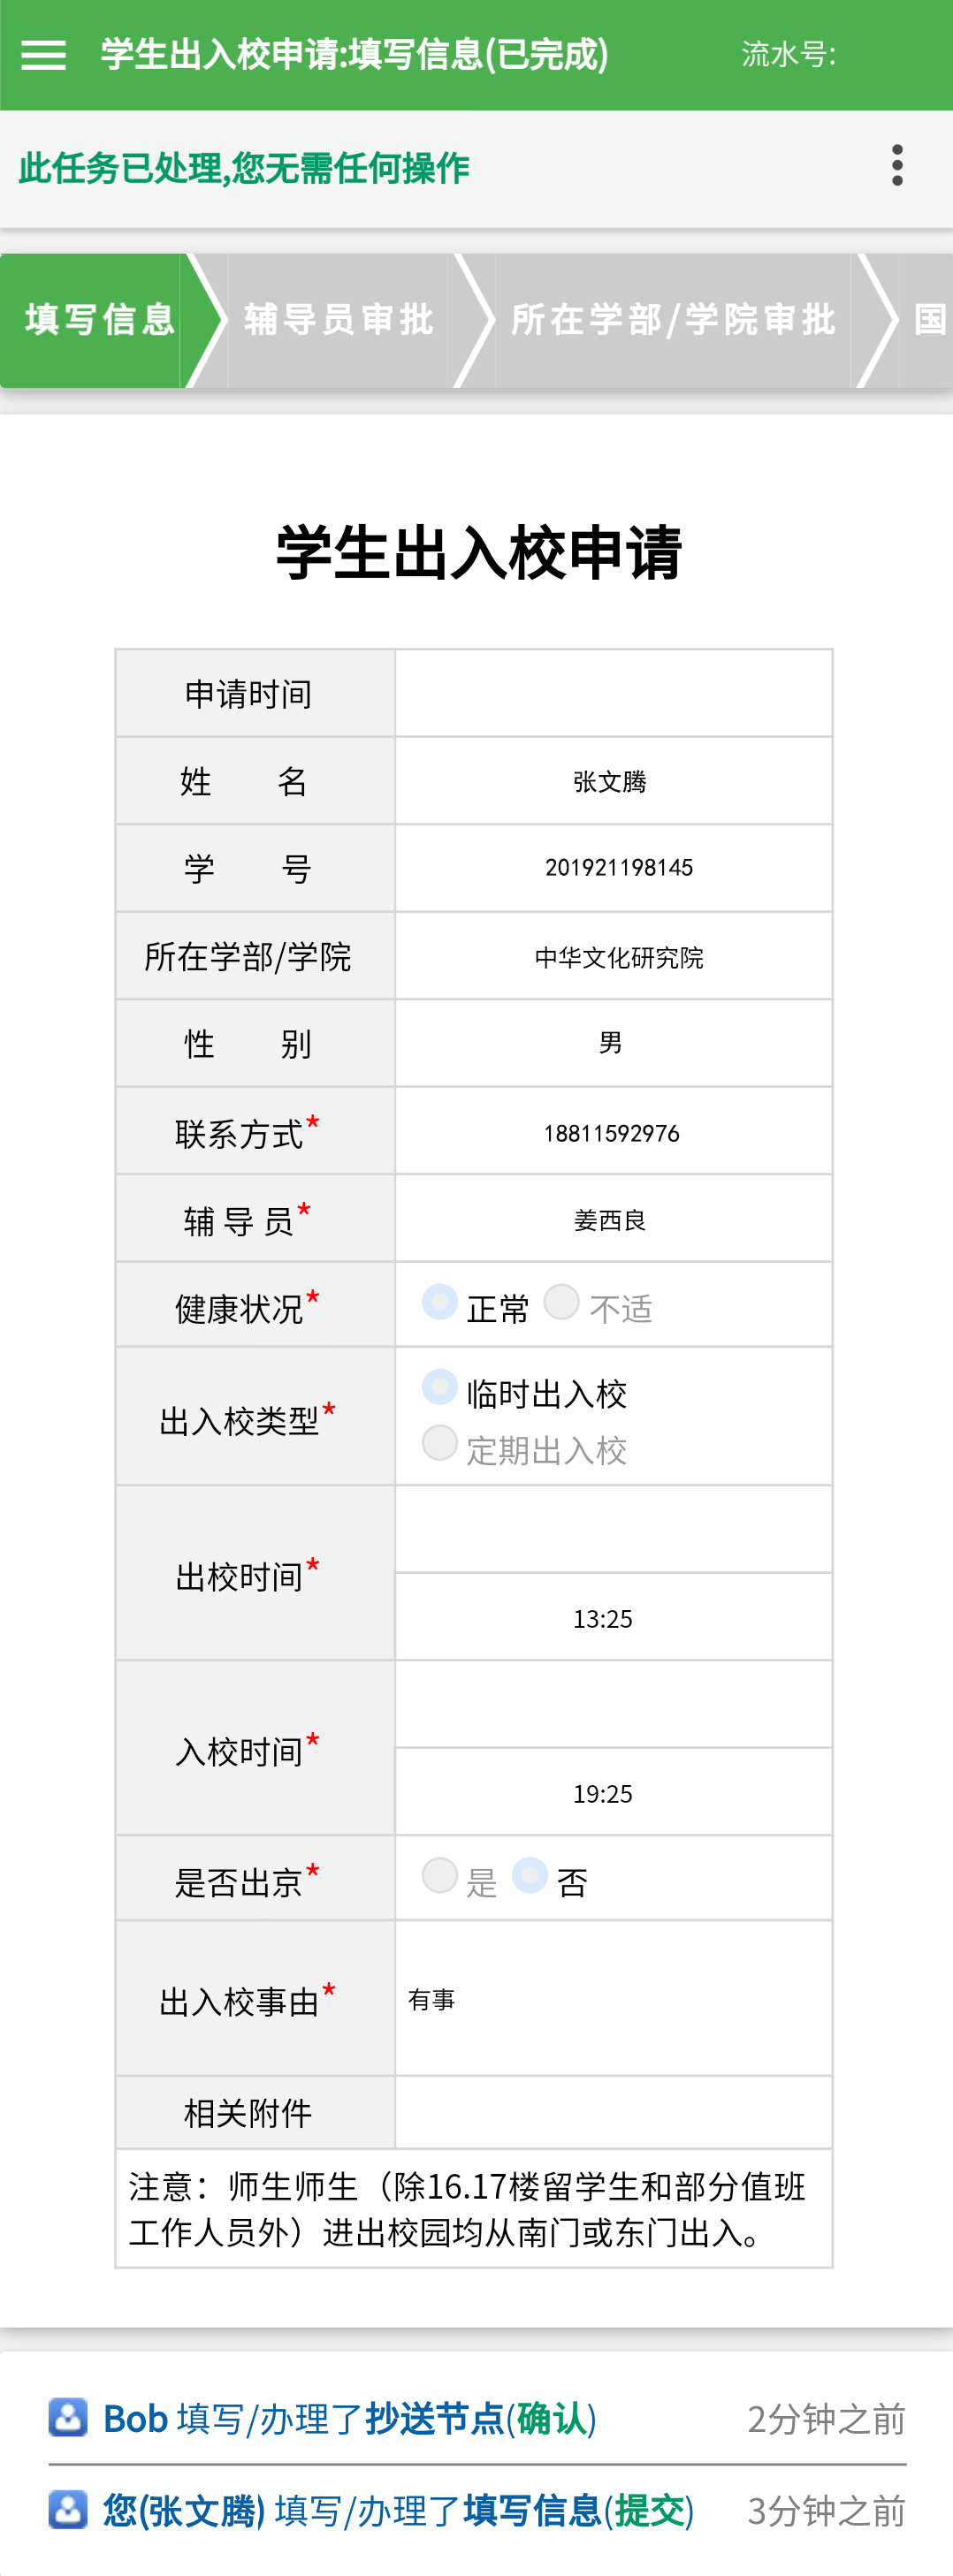 学生出入校申请:填写信息(已完成)
流水号:
此任务已处理,您无需任何操作
填写信息
辅导员审批
所在学部/学院审批
国
学生出入校申请
申请时间
姓 名
张文腾
学 号
201921198145
所在学部/学院
中华文化研究院
性 别
男
联系方式*
18811592976
辅 导 员*
姜西良
健康状况*
正常 不适
出入校类型*
临时出入校
定期出入校
出校时间*
13:25
入校时间*
19:25
是否出京*
是 否
出入校事由*
有事
相关附件
注意：师生师生（除16.17楼留学生和部分值班
工作人员外）进出校园均从南门或东门出入。
Bob 填写/办理了抄送节点(确认)
2分钟之前
您(张文腾) 填写/办理了填写信息(提交)
3分钟之前